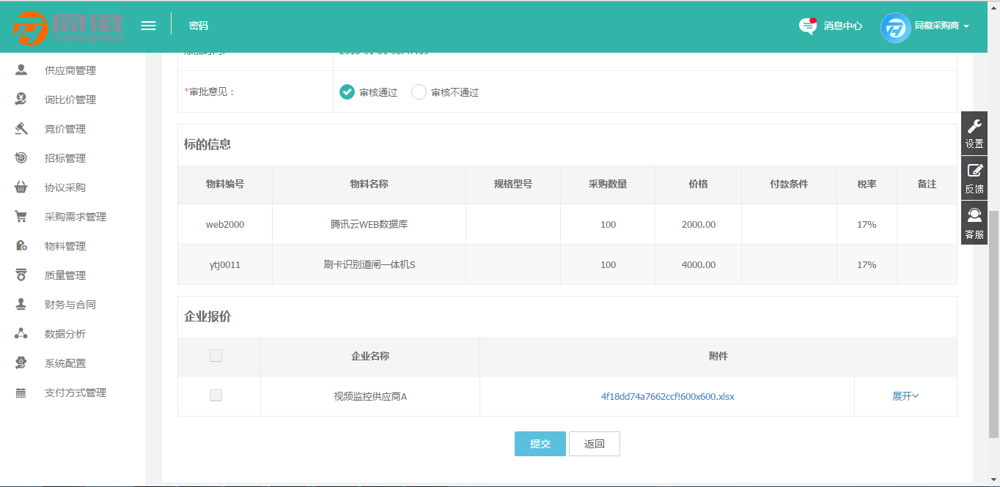 同徽
TONGHUI
密码
消息中心
同徽采购商
供应商管理
询比价管理
竞价管理
招标管理
协议采购
采购需求管理
物料管理
质量管理
财务与合同
数据分析
系统配置
支付方式管理
*审批意见：
审核通过 审核不通过
标的信息
物料编号 物料名称 规格型号 采购数量 价格 付款条件 税率 备注
web2000 腾讯云WEB数据库 100 2000.00 17%
ytj0011 刷卡识别道闸一体机S 100 4000.00 17%
企业报价
企业名称 附件
视频监控供应商A 4f18dd74a7662ccf!600x600.xlsx 展开
提交 返回
设置
反馈
客服